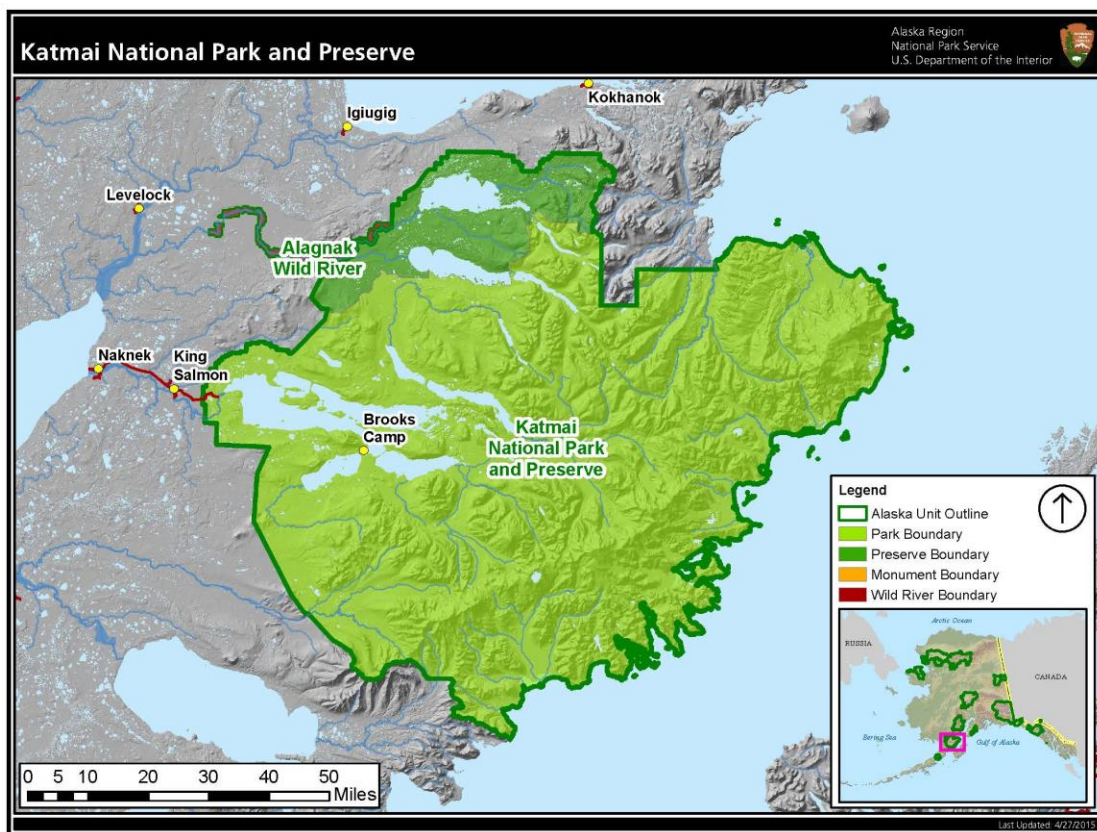 Katmai National Park and Preserve
Alaska Region
National Park Service
U.S. Department of the Interior
Kokhanok
Igiugig
Levelock
Alagnak
Wild River
Naknek
King
Salmon
Brooks
Camp
Katmai
National Park
and Preserve
Legend
Alaska Unit Outline
Park Boundary
Preserve Boundary
Monument Boundary
Wild River Boundary
Arctic Ocean
RUSSIA
CANADA
Bering Sea
Gulf of Alaska
0 5 10 20 30 40 50
Miles
Last Updated: 4/27/2015